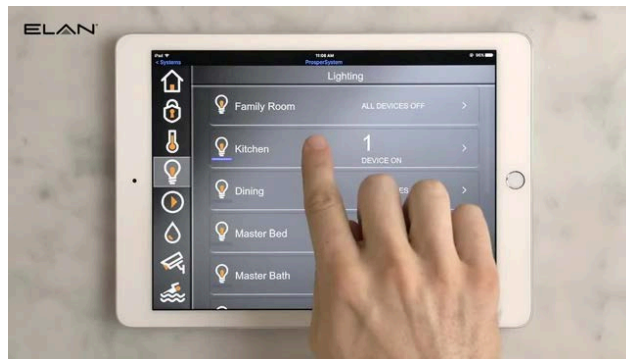 ELAN
iPad
11:05 AM
< Systems
ProsperSystem
Lighting
Family Room
ALL DEVICES OFF
Kitchen
1
DEVICE ON
Dining
Master Bed
Master Bath